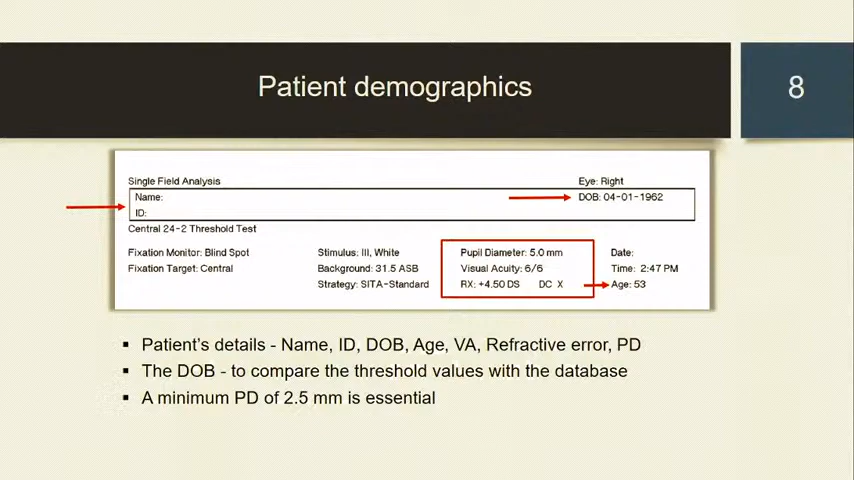 Patient demographics
8
Single Field Analysis Eye: Right
Name: DOB: 04-01-1962
ID:
Central 24-2 Threshold Test
Fixation Monitor: Blind Spot Stimulus: III, White Pupil Diameter: 5.0 mm Date:
Fixation Target: Central Background: 31.5 ASB Visual Acuity: 6/6 Time: 2:47 PM
Strategy: SITA-Standard RX: +4.50 DS DC X Age: 53
▪ Patient's details - Name, ID, DOB, Age, VA, Refractive error, PD
▪ The DOB - to compare the threshold values with the database
▪ A minimum PD of 2.5 mm is essential